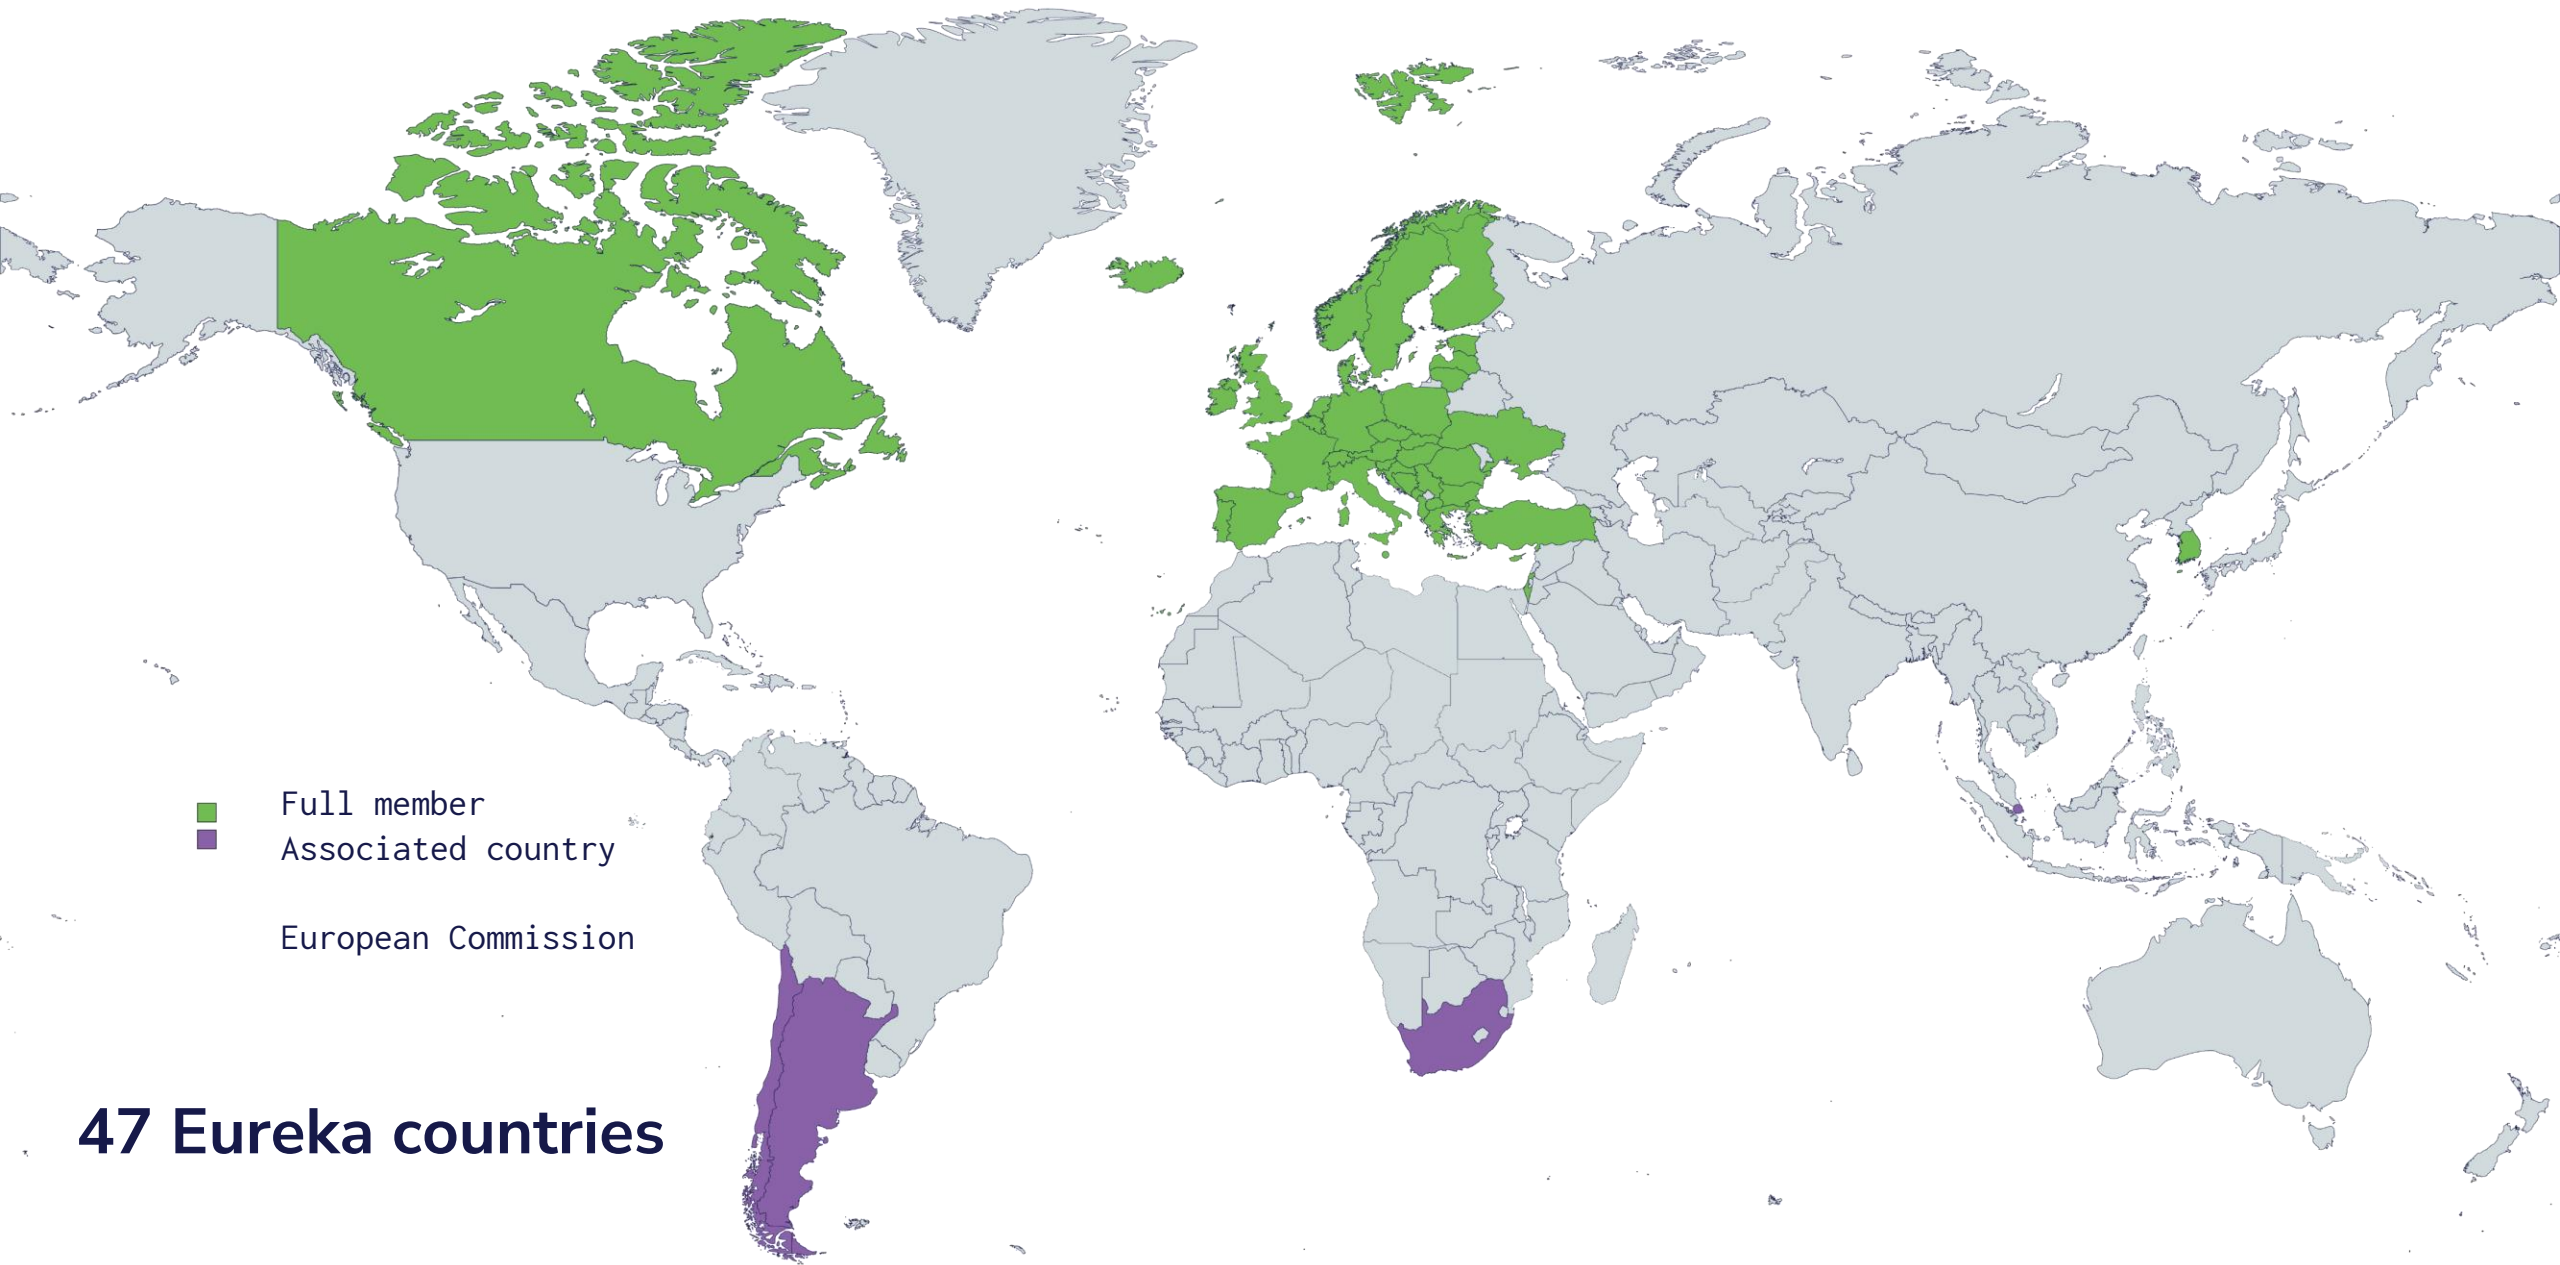 Full member
Associated country
European Commission
47 Eureka countries